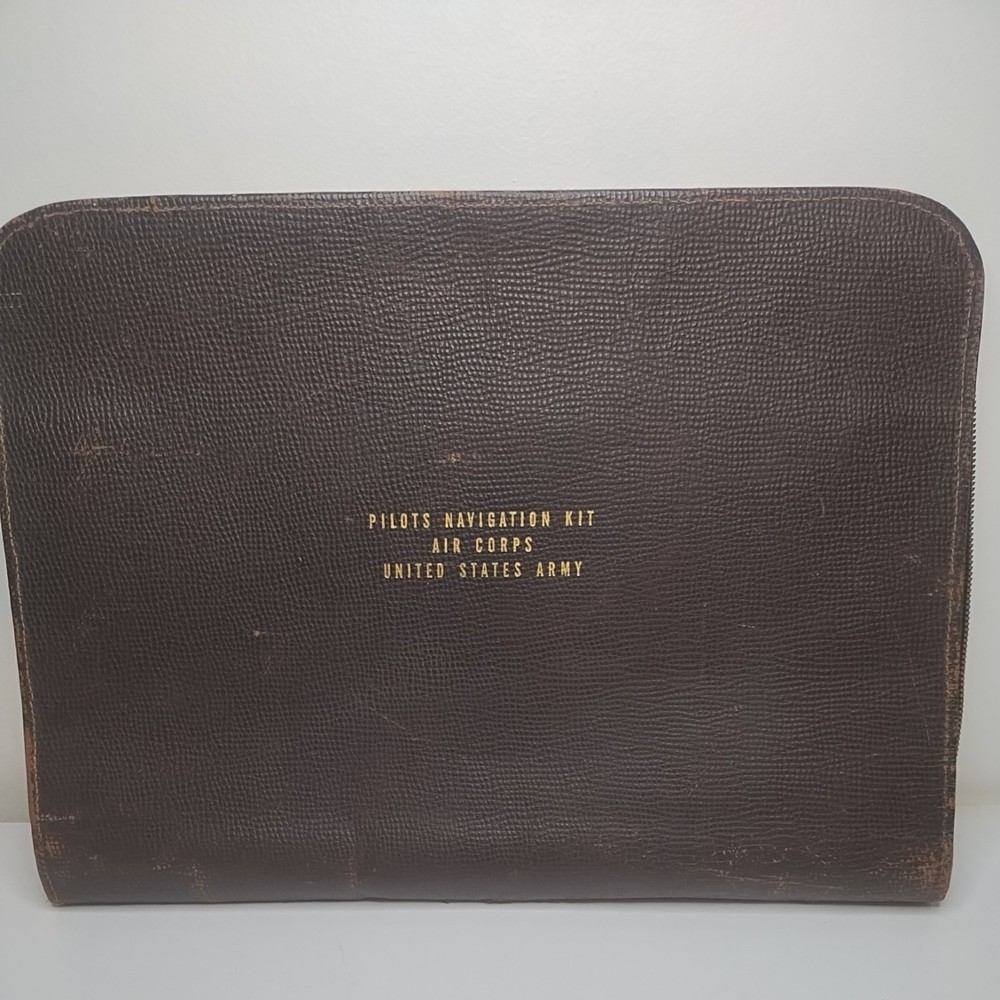 PILOTS NAVIGATION KIT
AIR CORPS
UNITED STATES ARMY